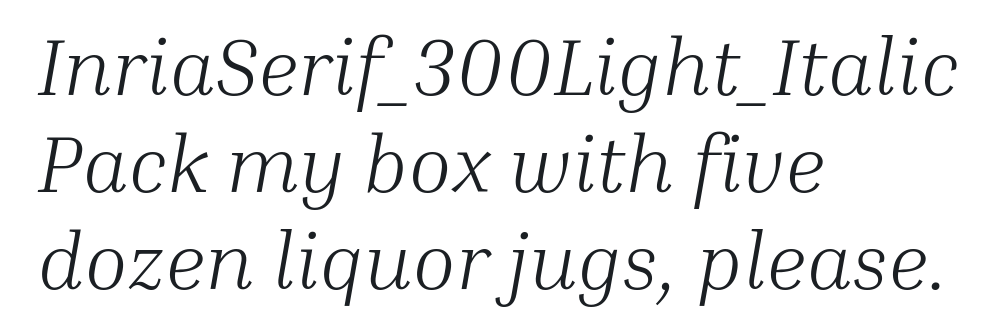 InriaSerif_300Light_Italic
Pack my box with five
dozen liquor jugs, please.